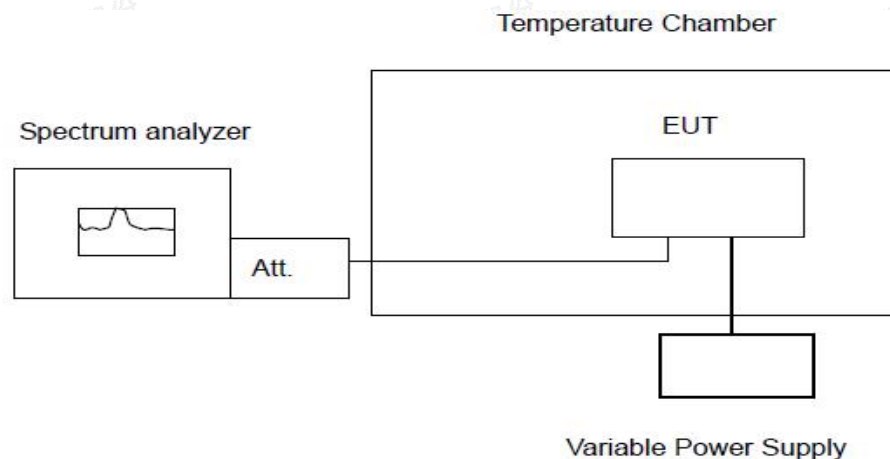 Temperature Chamber
Spectrum analyzer
EUT
Att.
Variable Power Supply